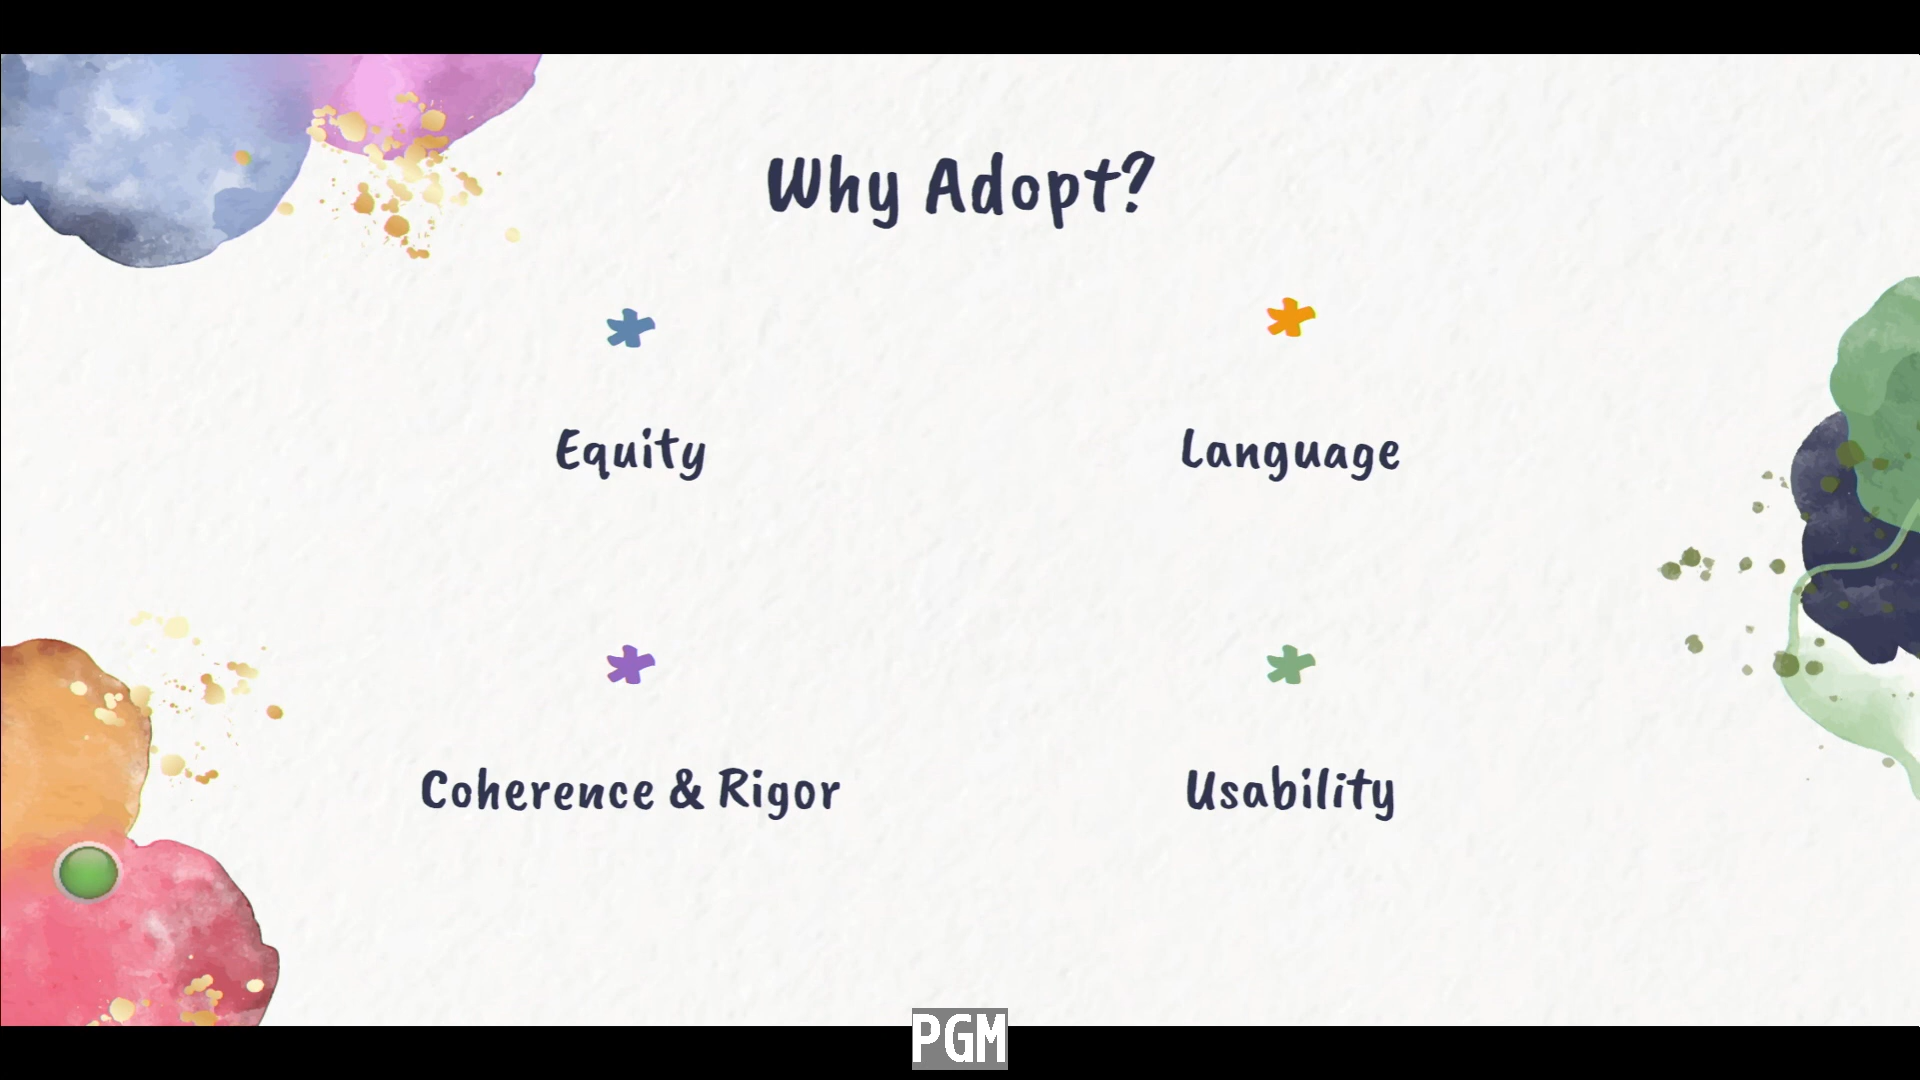 Why Adopt?
*
*
Equity
Language
*
*
Coherence & Rigor
Usability
PGM